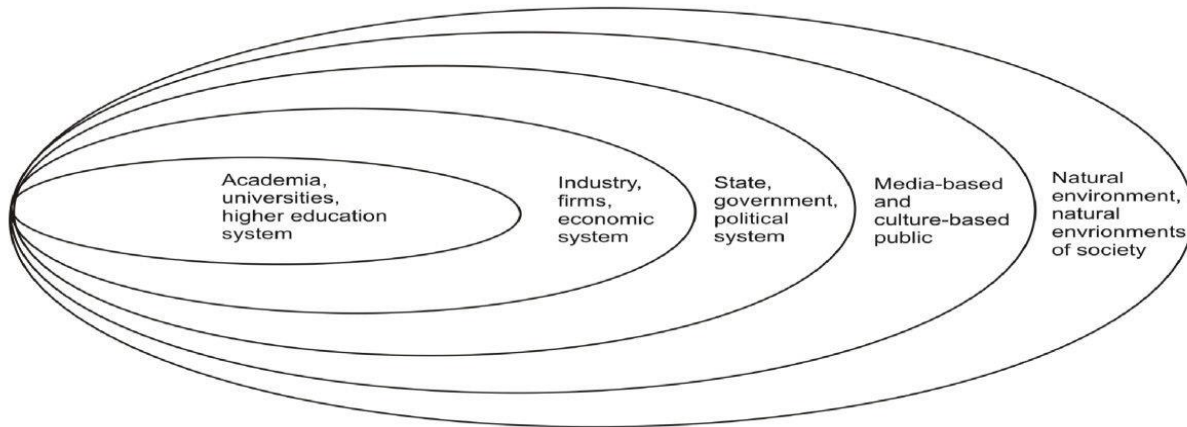 Academia,
universities,
higher education
system
Industry,
firms,
economic
system
State,
government,
political
system
Media-based
and
culture-based
public
Natural
environment,
natural
envrionments
of society